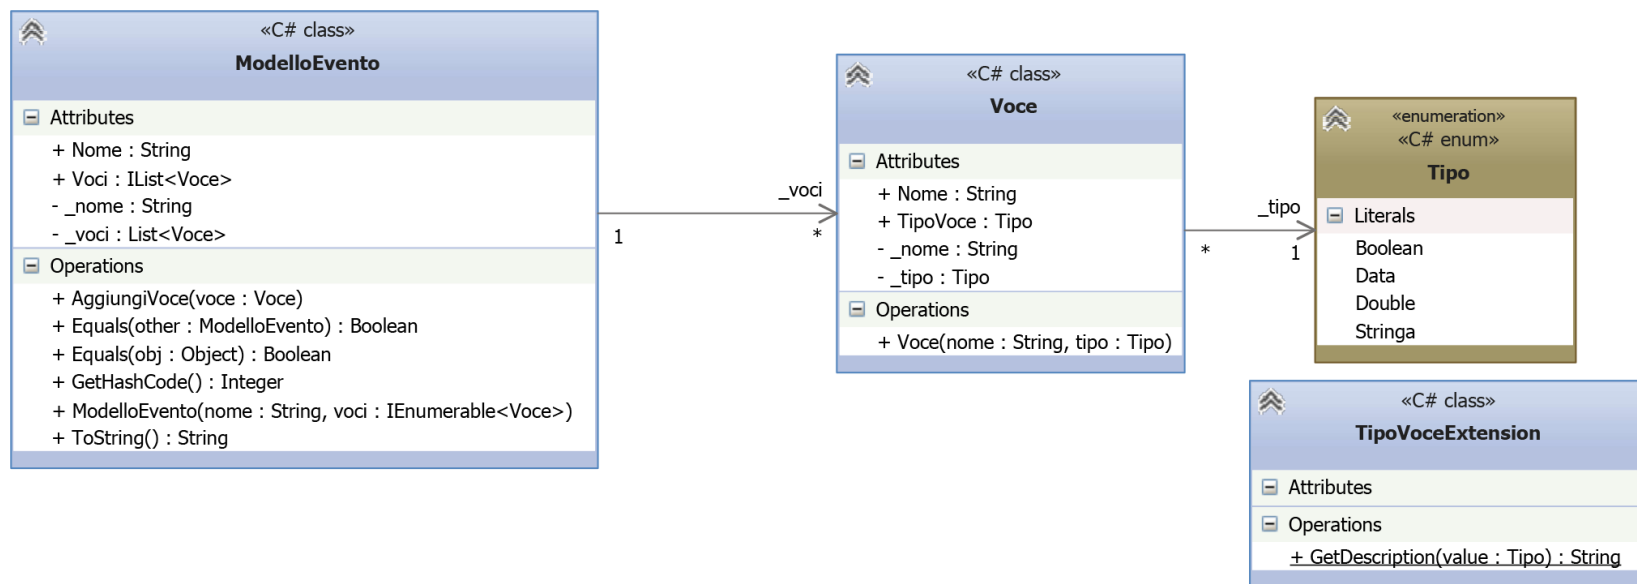 «C# class»
ModelloEvento
Attributes
+ Nome : String
+ Voci : IList<Voce>
- _nome : String
- _voci : List<Voce>
Operations
+ AggiungiVoce(voce : Voce)
+ Equals(other : ModelloEvento) : Boolean
+ Equals(obj : Object) : Boolean
+ GetHashCode() : Integer
+ ModelloEvento(nome : String, voci : IEnumerable<Voce>)
+ ToString() : String
_voci
1
*
«C# class»
Voce
Attributes
+ Nome : String
+ TipoVoce : Tipo
- _nome : String
- _tipo : Tipo
Operations
+ Voce(nome : String, tipo : Tipo)
_tipo
*
1
«enumeration»
«C# enum»
Tipo
Literals
Boolean
Data
Double
Stringa
«C# class»
TipoVoceExtension
Attributes
Operations
+ GetDescription(value : Tipo) : String